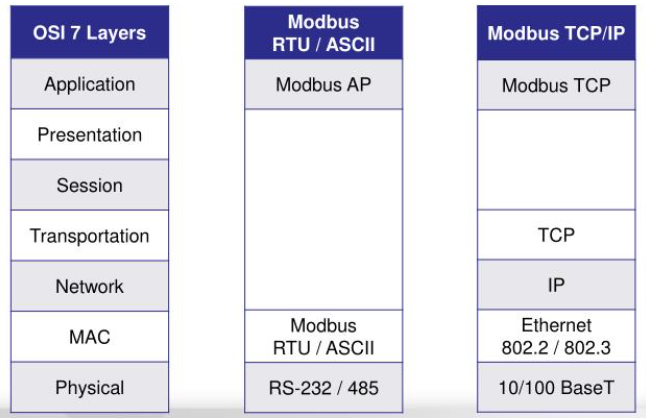 OSI 7 Layers
Application
Presentation
Session
Transportation
Network
MAC
Physical
Modbus
RTU / ASCII
Modbus AP
Modbus
RTU / ASCII
RS-232 / 485
Modbus TCP/IP
Modbus TCP
TCP
IP
Ethernet
802.2 / 802.3
10/100 BaseT